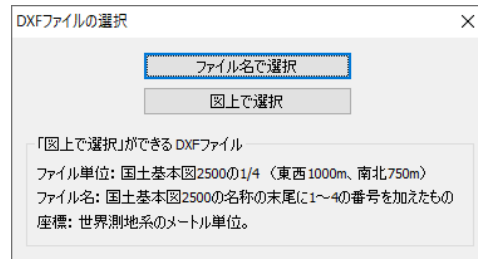 DXFファイルの選択
ファイル名で選択
図上で選択
「図上で選択」ができるDXFファイル
ファイル単位: 国土基本図2500の1/4 (東西1000m、南北750m)
ファイル名: 国土基本図2500の名称の末尾に1～4の番号を加えたもの
座標: 世界測地系のメートル単位。